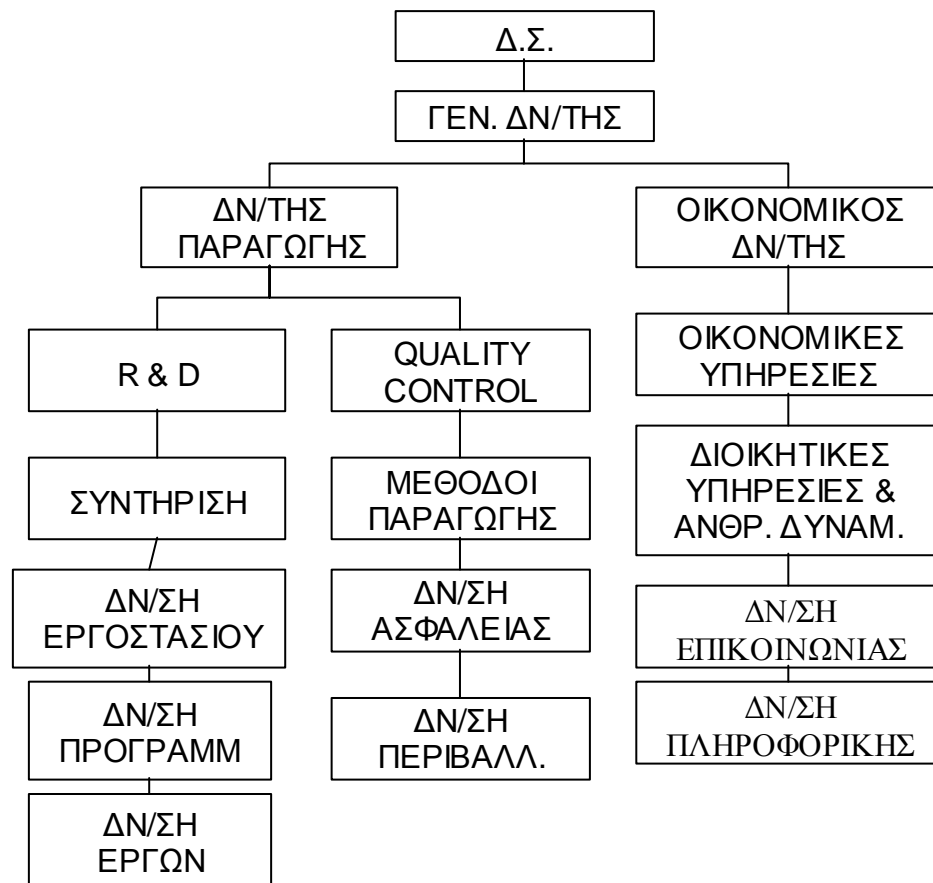 Δ.Σ.
ΓΕΝ. ΔΝ/ΤΗΣ
ΔΝ/ΤΗΣ
ΠΑΡΑΓΩΓΗΣ
ΟΙΚΟΝΟΜΙΚΟΣ
ΔΝ/ΤΗΣ
R & D
QUALITY
CONTROL
ΟΙΚΟΝΟΜΙΚΕΣ
ΥΠΗΡΕΣΙΕΣ
ΣΥΝΤΗΡΙΣΗ
ΜΕΘΟΔΟΙ
ΠΑΡΑΓΩΓΗΣ
ΔΙΟΙΚΗΤΙΚΕΣ
ΥΠΗΡΕΣΙΕΣ &
ΑΝΘΡ. ΔΥΝΑΜ.
ΔΝ/ΣΗ
ΕΡΓΟΣΤΑΣΙΟΥ
ΔΝ/ΣΗ
ΑΣΦΑΛΕΙΑΣ
ΔΝ/ΣΗ
ΕΠΙΚΟΙΝΩΝΙΑΣ
ΔΝ/ΣΗ
ΠΡΟΓΡΑΜΜ
ΔΝ/ΣΗ
ΠΕΡΙΒΑΛΛ.
ΔΝ/ΣΗ
ΠΛΗΡΟΦΟΡΙΚΗΣ
ΔΝ/ΣΗ
ΕΡΓΩΝ